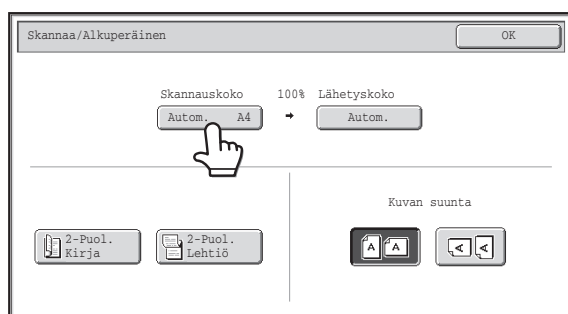 Skannaa/Alkuperäinen
OK
Skannauskoko 100% Lähetyskoko
Autom. A4 ➔ Autom.
Kuvan suunta
2-Puol.
Kirja
2-Puol.
Lehtiö
A A
A A